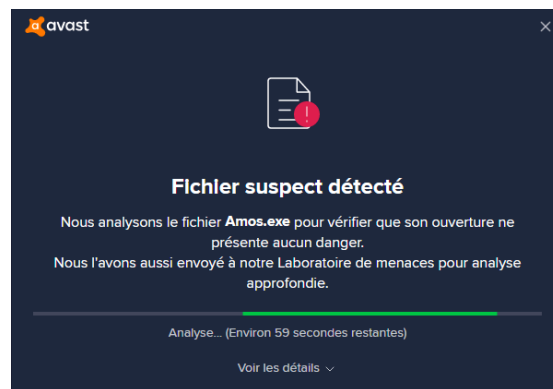 avast
Fichier suspect détecté
Nous analysons le fichier Amos.exe pour vérifier que son ouverture ne
présente aucun danger.
Nous l'avons aussi envoyé à notre Laboratoire de menaces pour analyse
approfondie.
Analyse... (Environ 59 secondes restantes)
Voir les détails